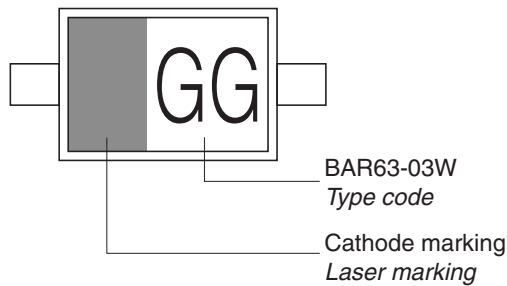 GG
BAR63-03W
Type code
Cathode marking
Laser marking